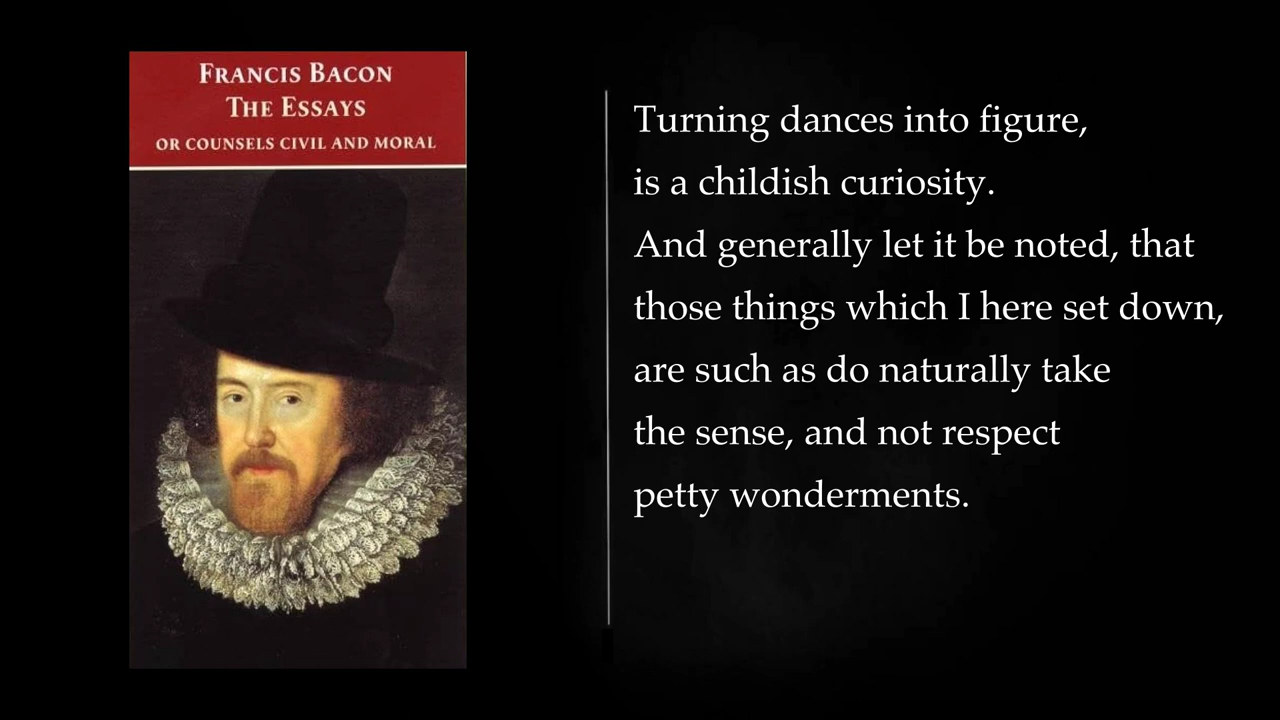 FRANCIS BACON
THE ESSAYS
OR COUNSELS CIVIL AND MORAL
Turning dances into figure,
is a childish curiosity.
And generally let it be noted, that
those things which I here set down,
are such as do naturally take
the sense, and not respect
petty wonderments.